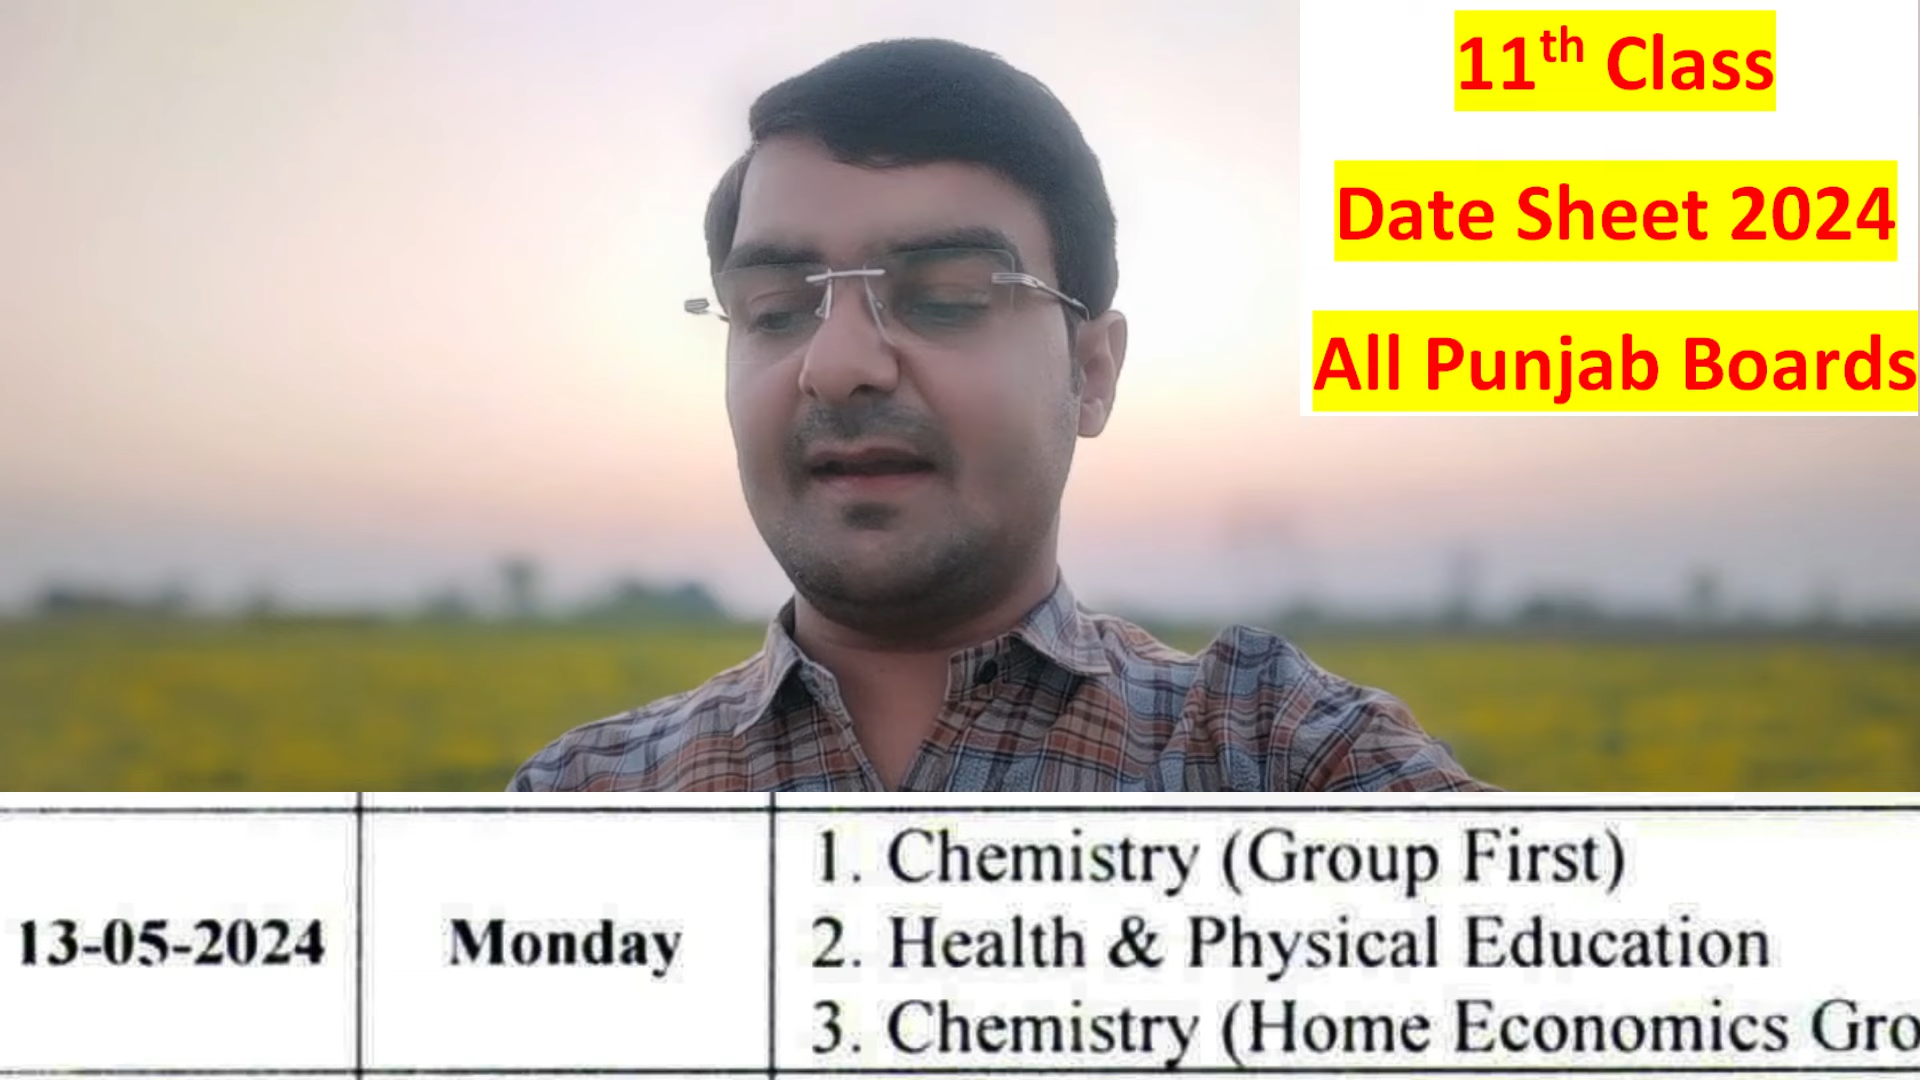 11th Class
Date Sheet 2024
All Punjab Boards
13-05-2024
Monday
1. Chemistry (Group First)
2. Health & Physical Education
3. Chemistry (Home Economics Gro